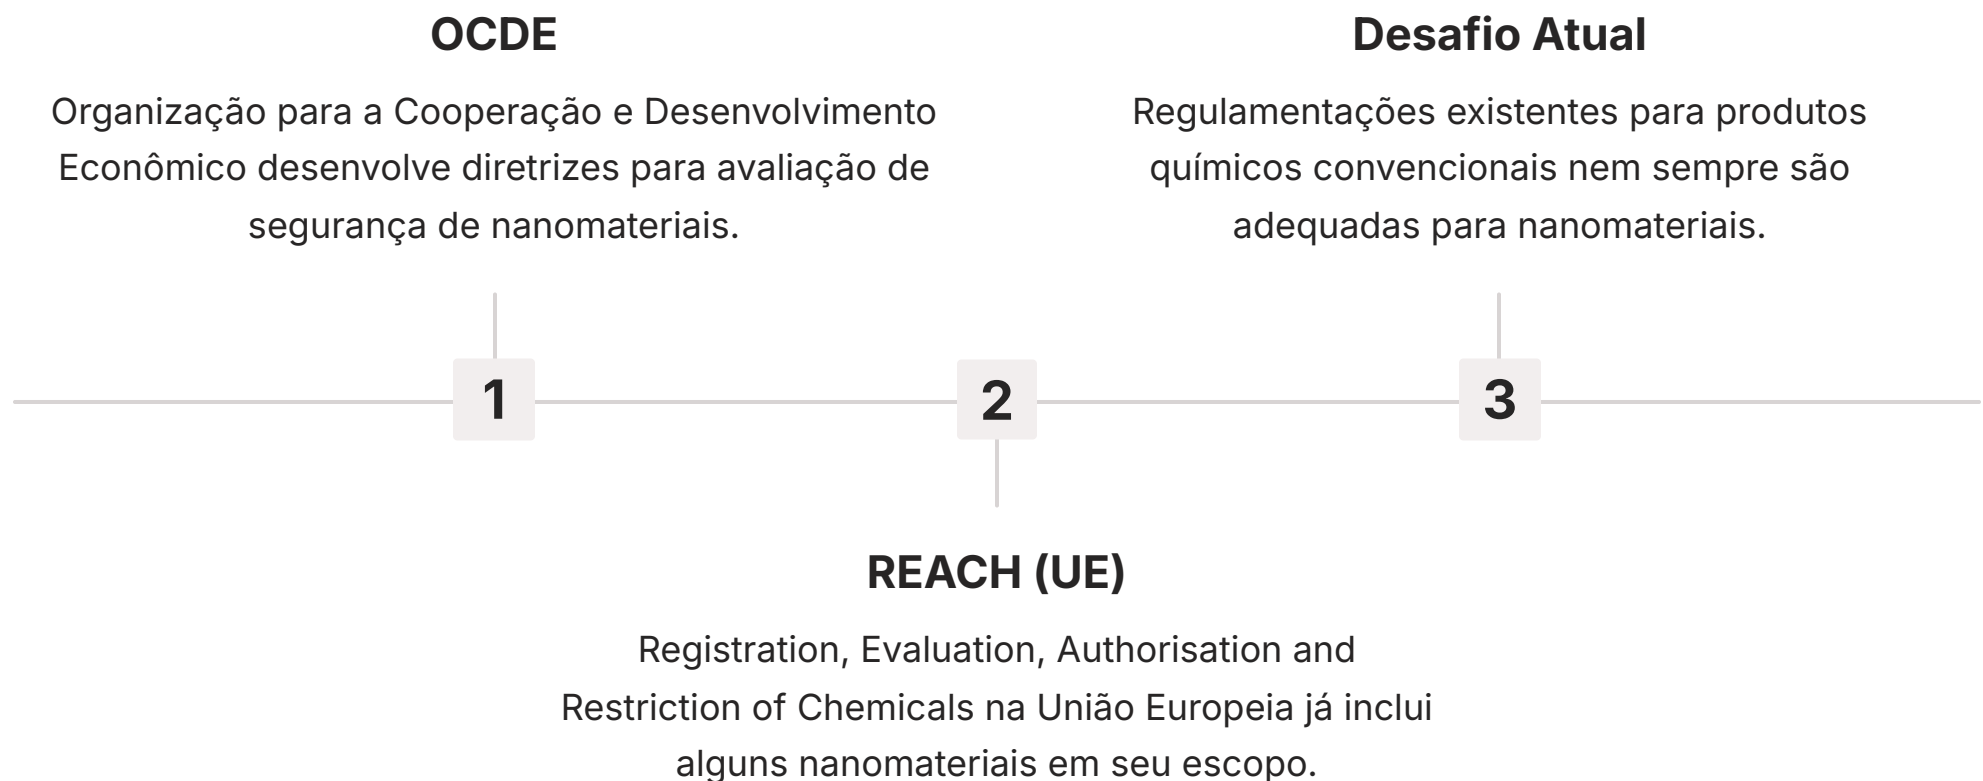 OCDE
Organização para a Cooperação e Desenvolvimento
Econômico desenvolve diretrizes para avaliação de
segurança de nanomateriais.
Desafio Atual
Regulamentações existentes para produtos
químicos convencionais nem sempre são
adequadas para nanomateriais.
1
2
3
REACH (UE)
Registration, Evaluation, Authorisation and
Restriction of Chemicals na União Europeia já inclui
alguns nanomateriais em seu escopo.